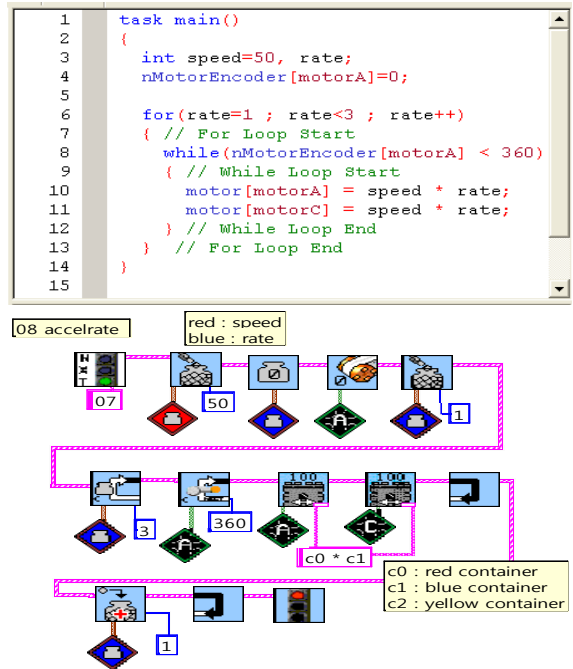 1 task main()
2 {
3 int speed=50, rate;
4 nMotorEncoder[motorA]=0;
5
6 for(rate=1 ; rate<3 ; rate++)
7 { // For Loop Start
8 while(nMotorEncoder[motorA] < 360)
9 { // While Loop Start
10 motor[motorA] = speed * rate;
11 motor[motorC] = speed * rate;
12 } // While Loop End
13 } // For Loop End
14 }
15
08 accelrate
red : speed
blue : rate
N
X
T
0
0
07
50
A
1
C
C
100
100
3
360
A
A
C
c0 * c1
c0 : red container
c1 : blue container
c2 : yellow container
1